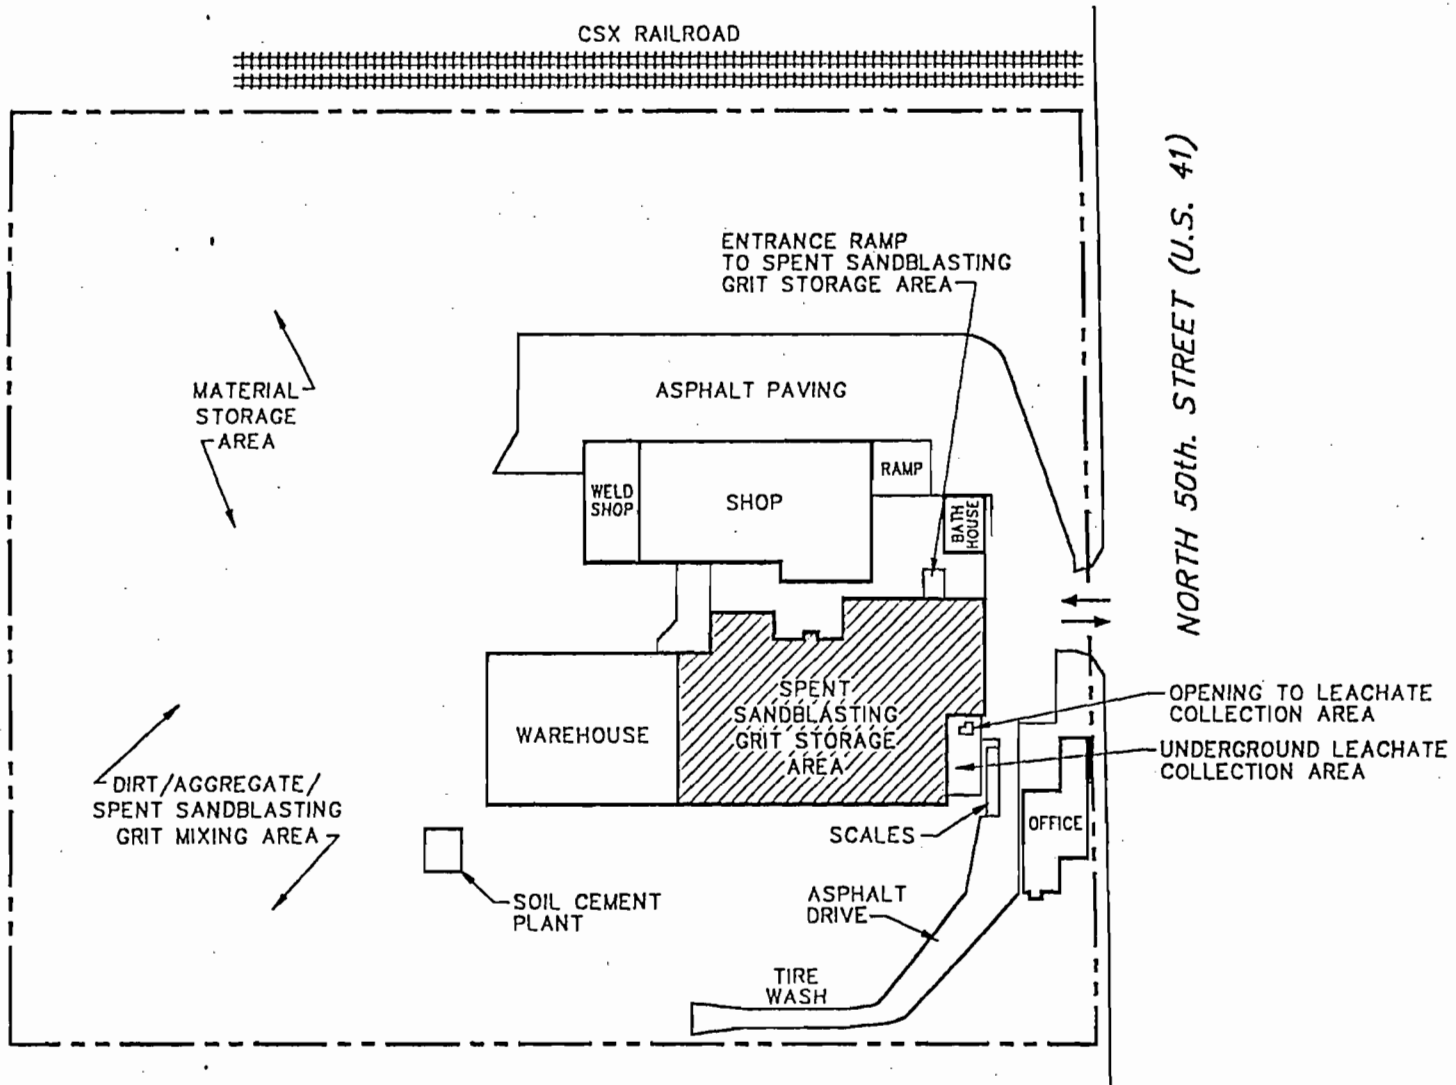 CSX RAILROAD
NORTH 50th. STREET (U.S. 41)
ENTRANCE RAMP
TO SPENT SANDBLASTING
GRIT STORAGE AREA
MATERIAL
STORAGE
AREA
ASPHALT PAVING
WELD
SHOP
SHOP
RAMP
BATH
HOUSE
SPENT
SANDBLASTING
GRIT STORAGE
AREA
WAREHOUSE
OPENING TO LEACHATE
COLLECTION AREA
UNDERGROUND LEACHATE
COLLECTION AREA
DIRT/AGGREGATE/
SPENT SANDBLASTING
GRIT MIXING AREA
SCALES
OFFICE
SOIL CEMENT
PLANT
ASPHALT
DRIVE
TIRE
WASH